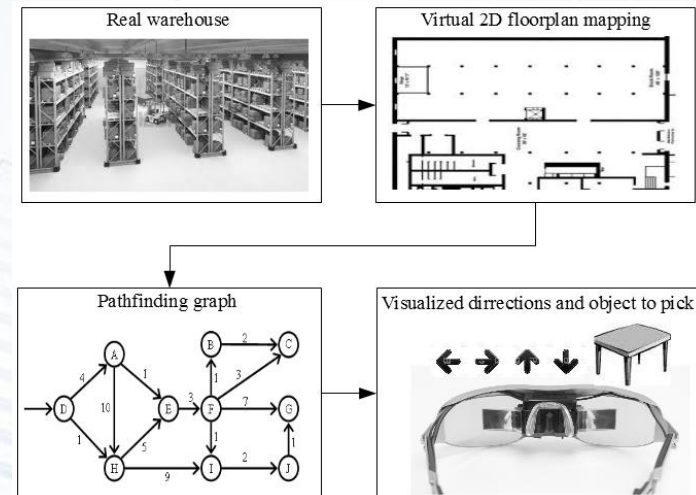 Real warehouse
Virtual 2D floorplan mapping
Pathfinding graph
B
2
C
A
4
1
1
3
D
10
E
3
F
7
G
1
5
1
1
H
9
I
2
J
Visualized dirrections and object to pick